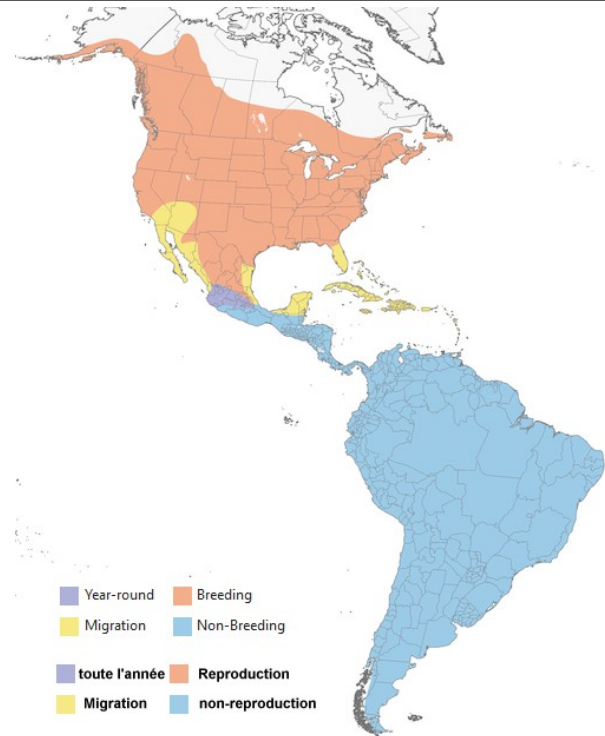 Year-round Breeding
Migration Non-Breeding
toute l'année Reproduction
Migration non-reproduction